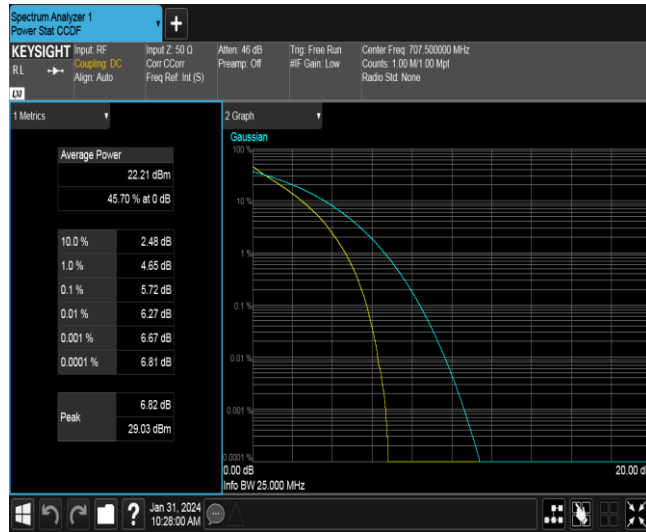 Spectrum Analyzer 1
Power Stat CCDF
+
KEYSIGHT
RL
LXI
Input: RF
Coupling: DC
Align: Auto
Input Z: 50 Ω
Corr CCorr
Freq Ref: Int (S)
Atten: 46 dB
Preamp: Off
Trig: Free Run
#IF Gain: Low
Center Freq: 707.500000 MHz
Counts: 1.00 M/1.00 Mpt
Radio Std: None
1 Metrics
Average Power
22.21 dBm
45.70 % at 0 dB
10.0 % 2.48 dB
1.0 % 4.65 dB
0.1 % 5.72 dB
0.01 % 6.27 dB
0.001 % 6.67 dB
0.0001 % 6.81 dB
Peak 6.82 dB
29.03 dBm
2 Graph
Gaussian
100 %
10 %
1 %
0.1 %
0.01 %
0.001 %
0.0001 %
0.00 dB 20.00 d
Info BW 25.000 MHz
?
Jan 31, 2024
10:28:00 AM